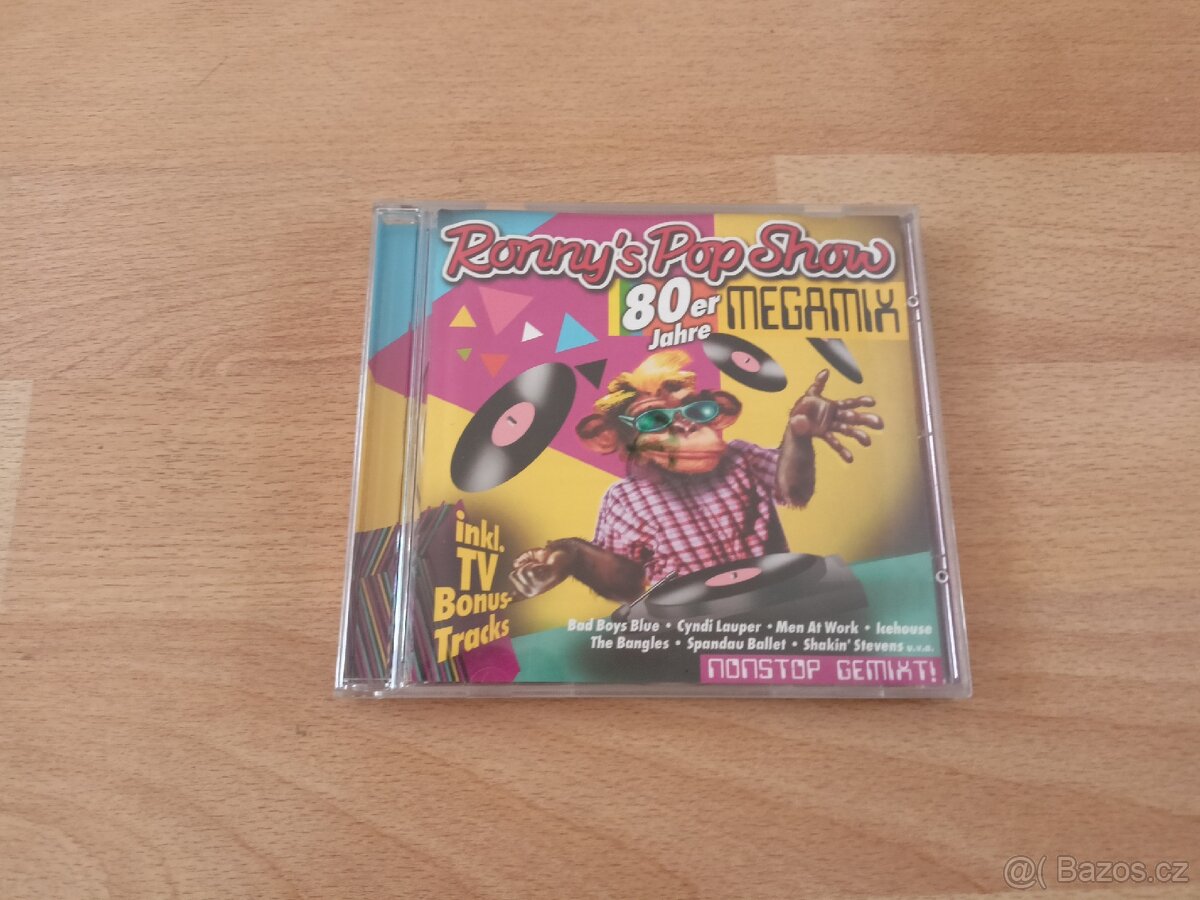 Ronny's Pop Show
80er
Jahre
MEGAMIX
inkl.
TV
Bonus-
Tracks
Bad Boys Blue • Cyndi Lauper • Men At Work • Icehouse
The Bangles • Spandau Ballet • Shakin' Stevens u.v.a.
NONSTOP GEMIXT!
@( Bazos.cz